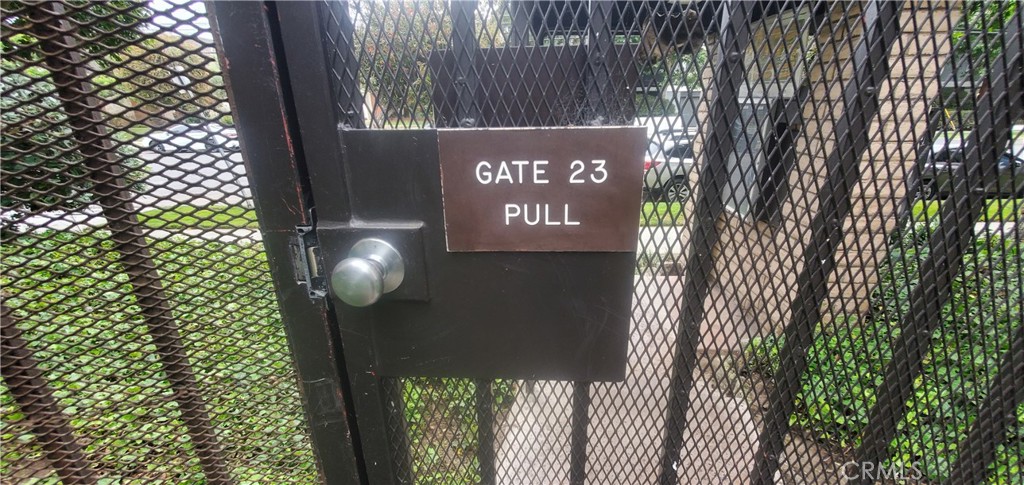 GATE 23
PULL
CRMLS